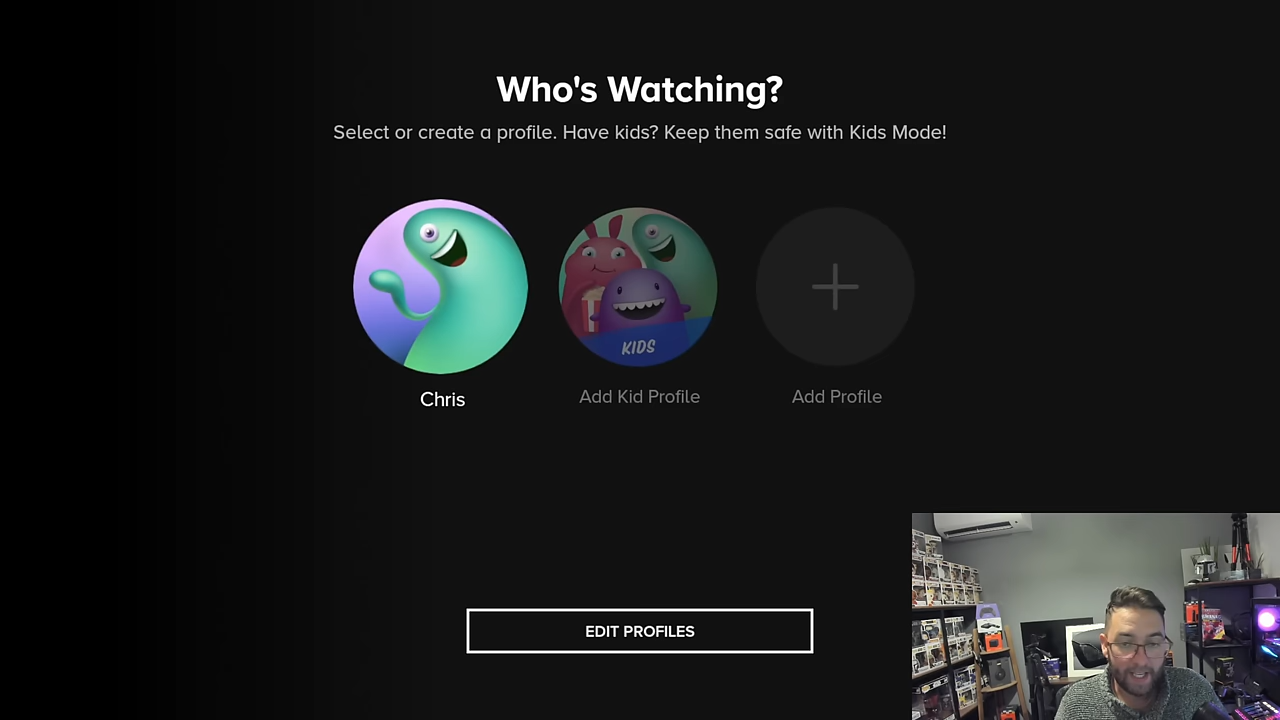 Who's Watching?
Select or create a profile. Have kids? Keep them safe with Kids Mode!
KIDS
Chris
Add Kid Profile
Add Profile
EDIT PROFILES